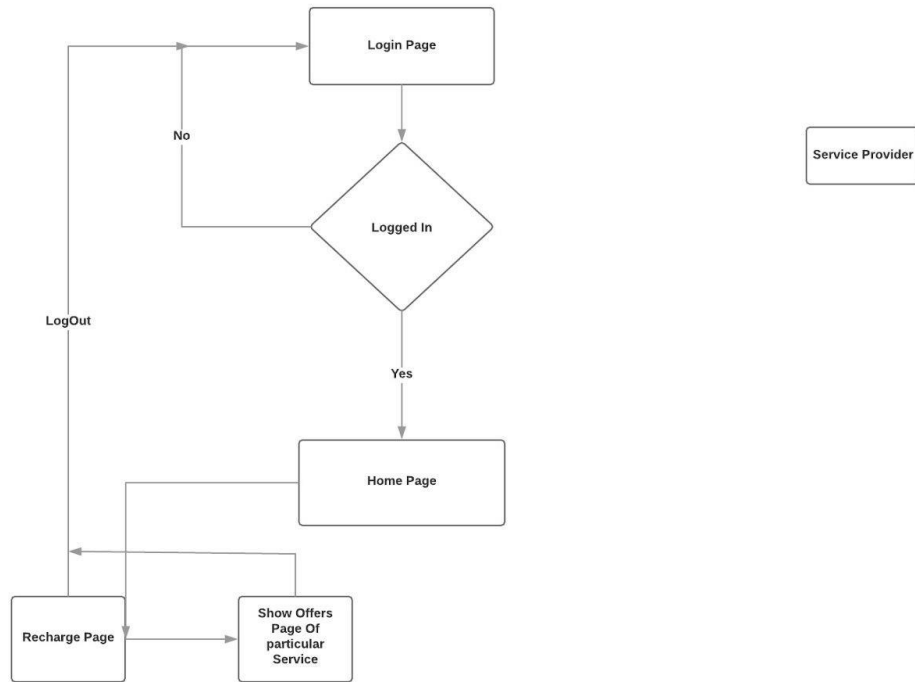 Login Page
No
Service Provider
Logged In
LogOut
Yes
Home Page
Recharge Page
Show Offers
Page Of
particular
Service